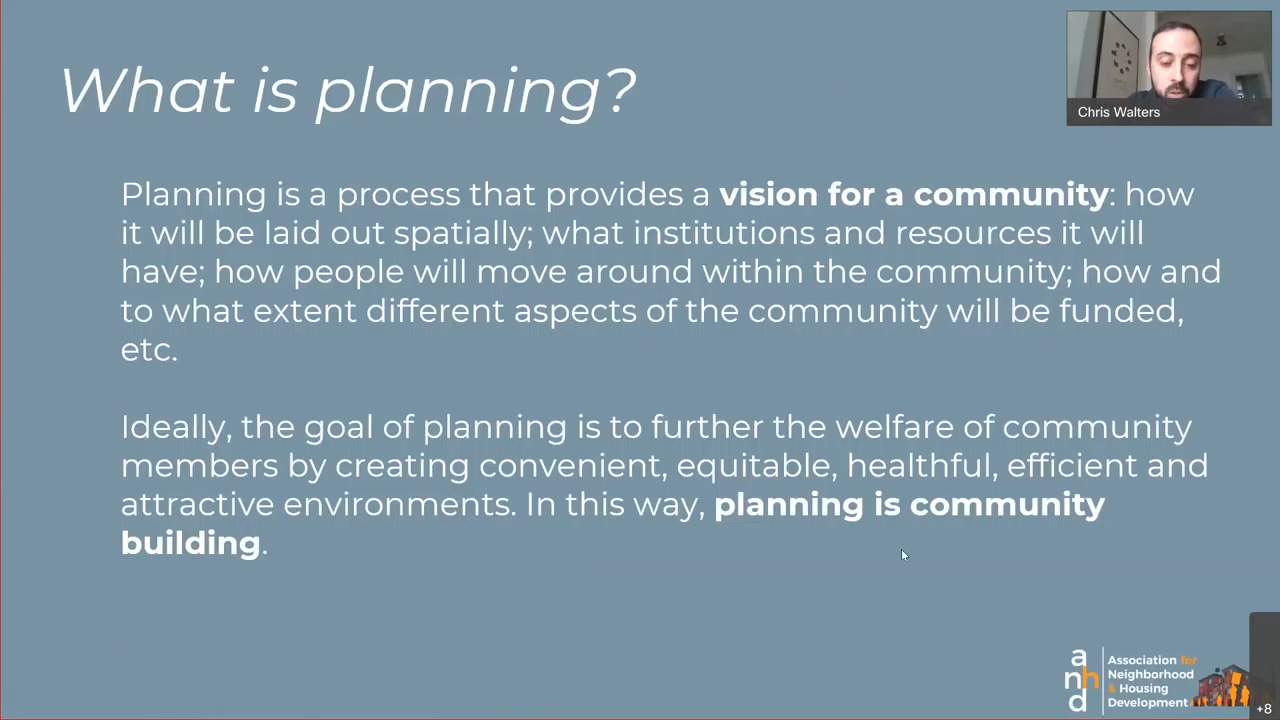 What is planning?
Chris Walters
Planning is a process that provides a vision for a community: how
it will be laid out spatially; what institutions and resources it will
have; how people will move around within the community; how and
to what extent different aspects of the community will be funded,
etc.
Ideally, the goal of planning is to further the welfare of community
members by creating convenient, equitable, healthful, efficient and
attractive environments. In this way, planning is community
building.
a
nh
d
Association for
Neighborhood
& Housing
Development
+8